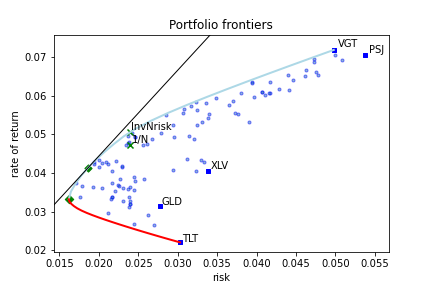 Portfolio frontiers
VGT
PSJ
0.07
0.06
InvNrisk
0.05
1/N
XLV
0.04
GLD
0.03
TLT
0.02
rate of return
0.015 0.020 0.025 0.030 0.035 0.040 0.045 0.050 0.055
risk